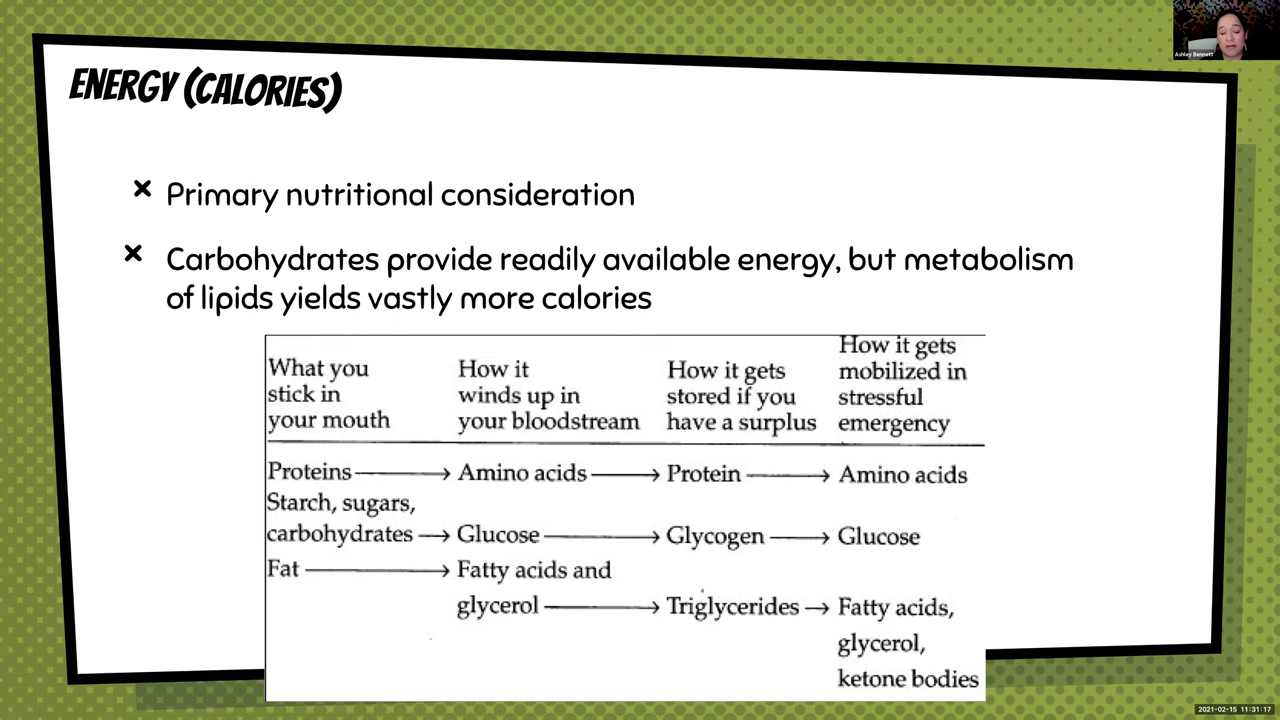 Ashley Bennett
ENERGY (CALORIES)
× Primary nutritional consideration
× Carbohydrates provide readily available energy, but metabolism
of lipids yields vastly more calories
What you
stick in
your mouth
How it
winds up in
your bloodstream
How it gets
stored if you
have a surplus
How it gets
mobilized in
stressful
emergency
Proteins → Amino acids → Protein → Amino acids
Starch, sugars,
carbohydrates → Glucose → Glycogen → Glucose
Fat → Fatty acids and
glycerol → Triglycerides → Fatty acids,
glycerol,
ketone bodies
2021-02-15 11:31:17